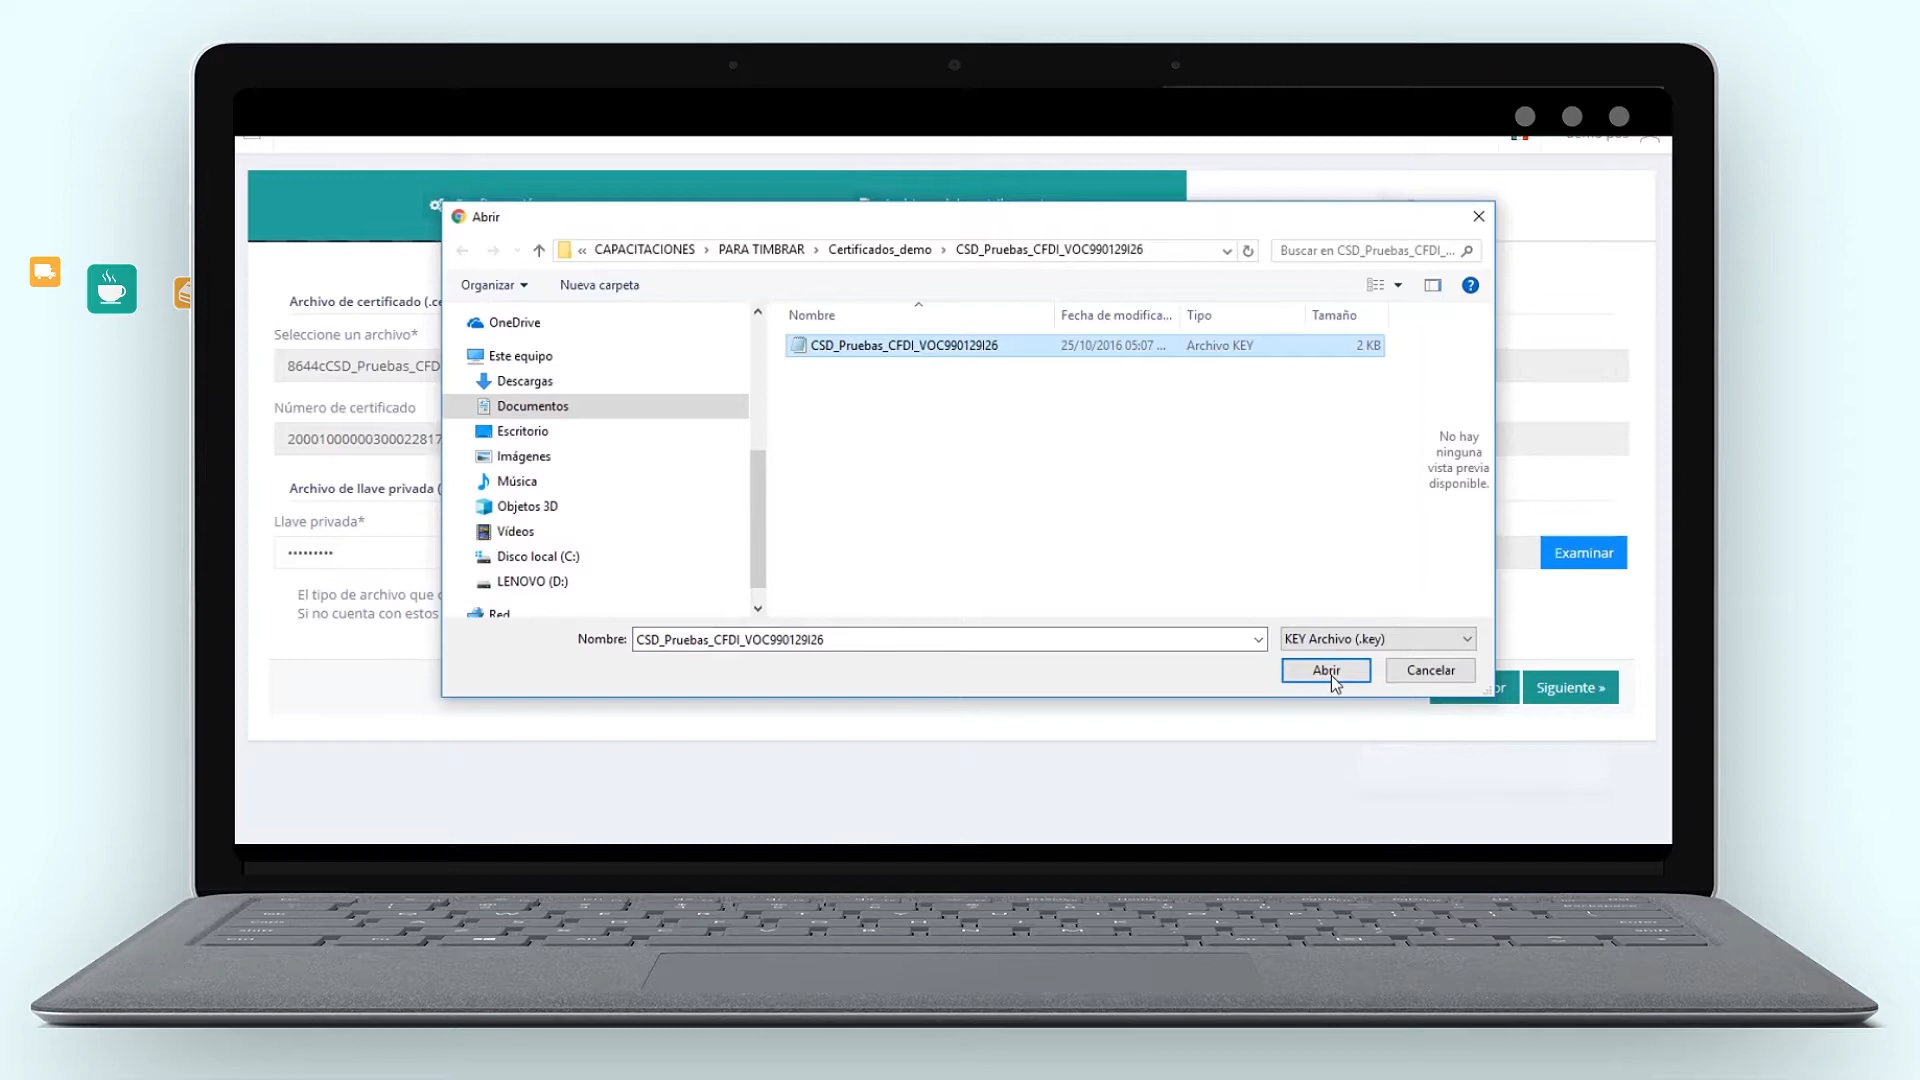 Abrir
« CAPACITACIONES › PARA TIMBRAR › Certificados_demo › CSD_Pruebas_CFDI_VOC990129I26
Buscar en CSD_Pruebas_CFDI_...
Organizar
Nueva carpeta
?
OneDrive
Este equipo
Descargas
Documentos
Escritorio
Imágenes
Música
Objetos 3D
Vídeos
Disco local (C:)
LENOVO (D:)
Red
Nombre
Fecha de modifica...
Tipo
Tamaño
CSD_Pruebas_CFDI_VOC990129I26
25/10/2016 05:07 ...
Archivo KEY
2 KB
No hay
ninguna
vista previa
disponible.
Nombre:
CSD_Pruebas_CFDI_VOC990129I26
KEY Archivo (.key)
Abrir
Cancelar
Archivo de certificado (.ce
Seleccione un archivo*
8644cCSD_Pruebas_CFD
Número de certificado
20001000000300022817
Archivo de llave privada (
Llave privada*
•••••••••
Examinar
El tipo de archivo que
Si no cuenta con estos
Siguiente »